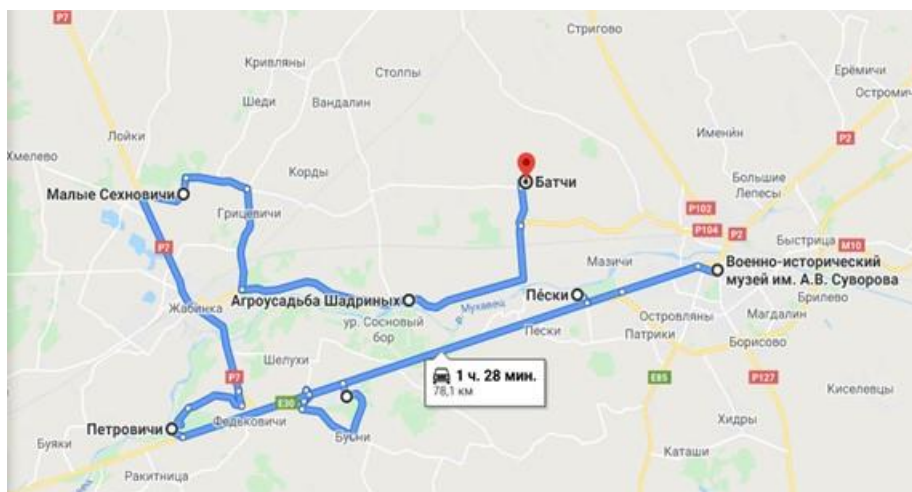 P7
Стригово
Кривляны
Столпы
Ерёмичи
Остромич
Шеди
Вандалин
P2
Именин
Лойки
Хмелево
Корды
Большие
Лепесы
Батчи
Малые Сехновичи
Грицевичи
P102
P104
P2
Быстрица
M10
P7
Мазичи
Военно-исторический
музей им. А.В. Суворова
Агроусадьба Шадриных
Пёски
Мухавец
Жабинка
ур. Сосновый
бор
Островляны
Магдалин
Брилево
Пески
Патрики
Борисово
Шелухи
1 ч. 28 мин.
78,1 км
P7
E85
P127
E30
Киселевцы
Петровичи
Федьковичи
Бусни
Хидры
Буяки
Каташи
Ракитница